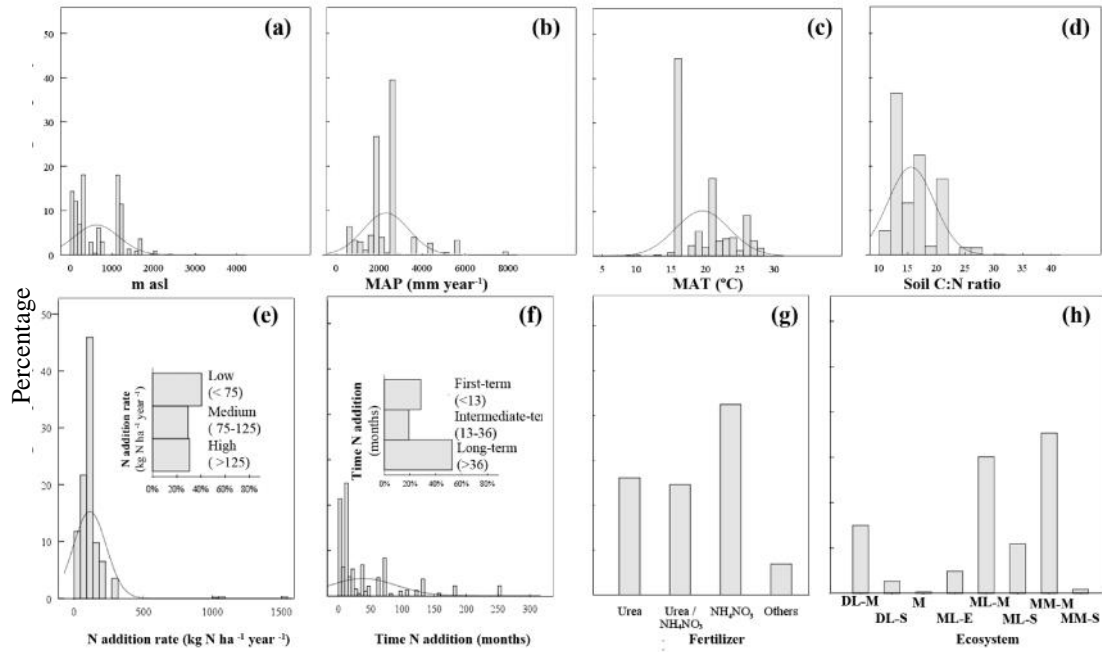 (a)
(b)
(c)
(d)
50
40
30
20
10
0
0 1000 2000 3000 4000
0 2000 4000 6000 8000
5 10 15 20 25 30
10 15 20 25 30 35 40
m asl
MAP (mm year⁻¹)
MAT (ºC)
Soil C:N ratio
Percentage
(e)
(f)
(g)
(h)
50
40
30
20
10
0
N addition rate
(kg N ha⁻¹ year⁻¹)
Low
(< 75)
Medium
( 75-125)
High
( >125)
0% 20% 40% 60% 80%
Time N addition
(months)
First-term
(<13)
Intermediate-te
(13-36)
Long-term
(>36)
0% 20% 40% 60% 80%
0 500 1000 1500
0 50 100 150 200 250 300
Urea
Urea /
NH₄NO₃
NH₄NO₃
Others
DL-M
DL-S
M
ML-E
ML-M
ML-S
MM-M
MM-S
N addition rate (kg N ha ⁻¹ year ⁻¹)
Time N addition (months)
Fertilizer
Ecosystem